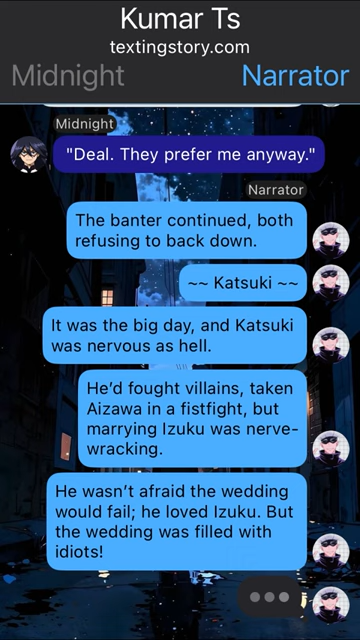 Kumar Ts
textingstory.com
Midnight Narrator
Midnight
"Deal. They prefer me anyway."
Narrator
The banter continued, both
refusing to back down.
~~ Katsuki ~~
It was the big day, and Katsuki
was nervous as hell.
He’d fought villains, taken
Aizawa in a fistfight, but
marrying Izuku was nerve-
wracking.
He wasn’t afraid the wedding
would fail; he loved Izuku. But
the wedding was filled with
idiots!